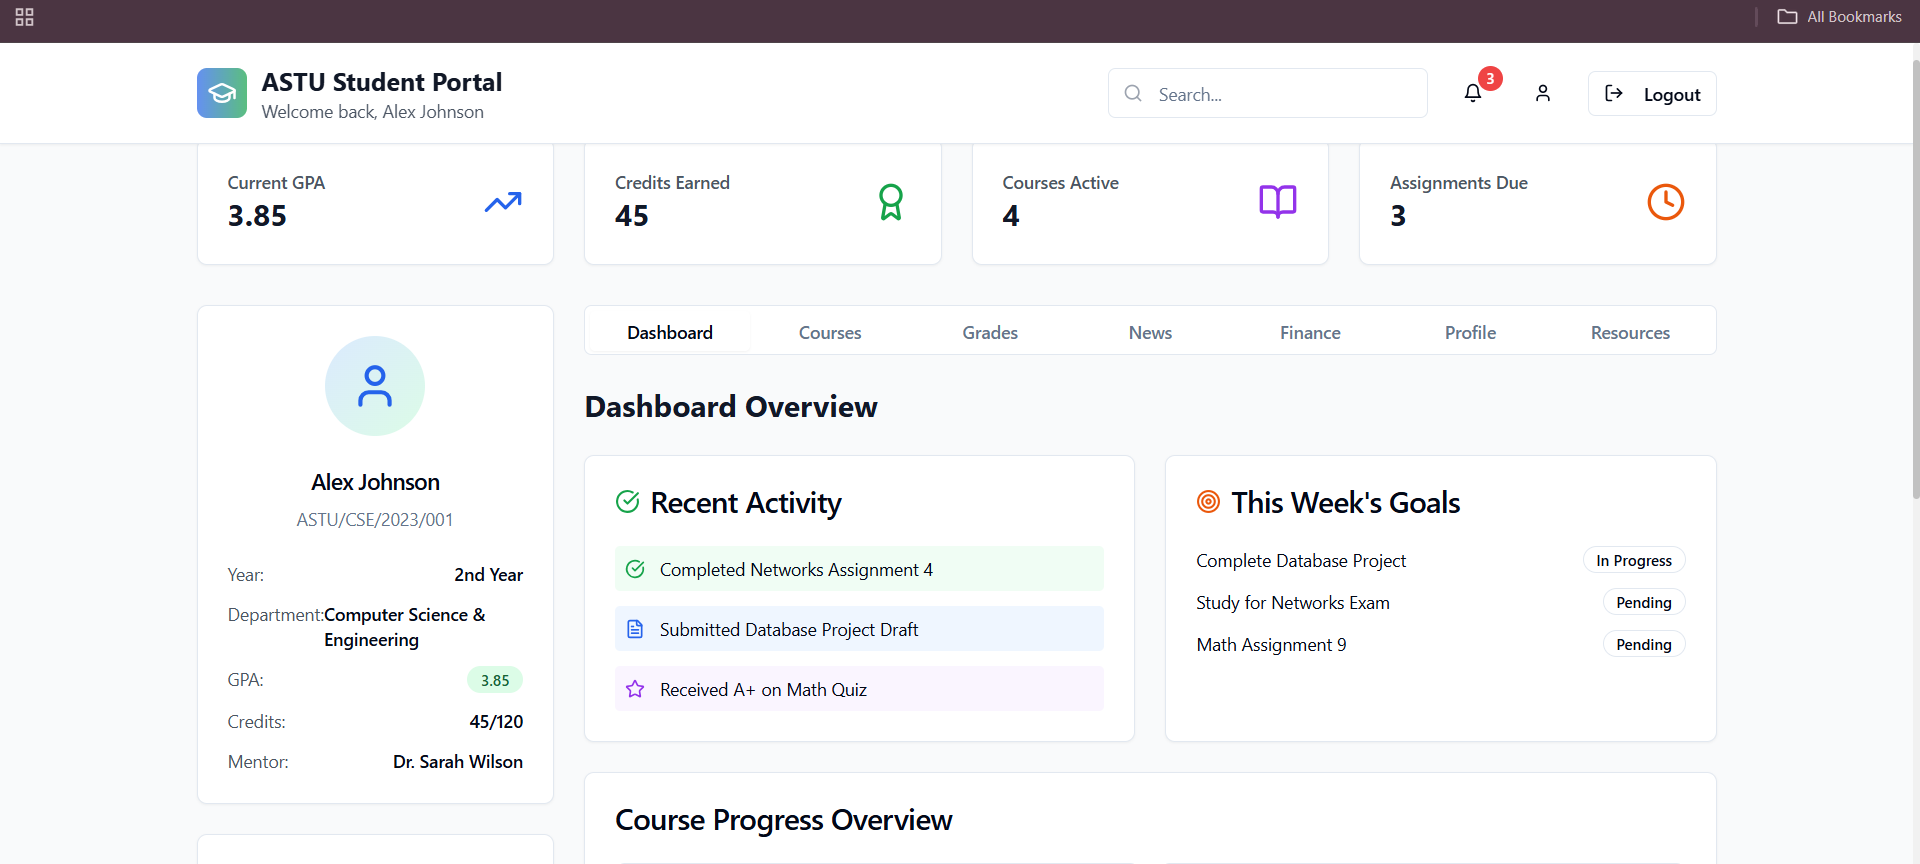 All Bookmarks
ASTU Student Portal
Welcome back, Alex Johnson
Search...
3
Logout
Current GPA
3.85
Credits Earned
45
Courses Active
4
Assignments Due
3
Alex Johnson
ASTU/CSE/2023/001
Year: 2nd Year
Department: Computer Science &
Engineering
GPA: 3.85
Credits: 45/120
Mentor: Dr. Sarah Wilson
Dashboard Courses Grades News Finance Profile Resources
Dashboard Overview
Recent Activity
Completed Networks Assignment 4
Submitted Database Project Draft
Received A+ on Math Quiz
This Week's Goals
Complete Database Project In Progress
Study for Networks Exam Pending
Math Assignment 9 Pending
Course Progress Overview